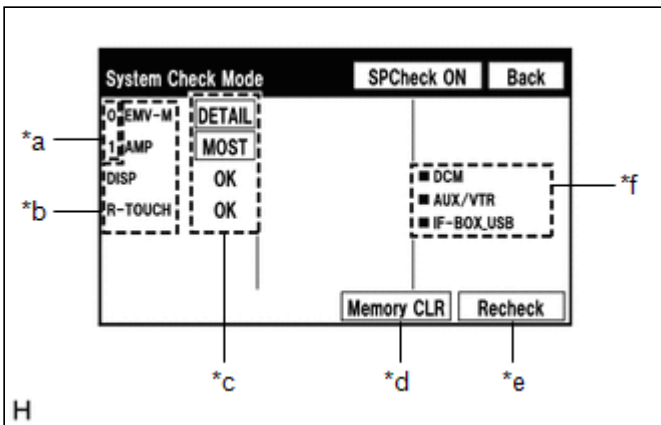 System Check Mode SPCheck ON Back
*a 0 EMV-M DETAIL
1 AMP MOST
DISP OK ■ DCM *f
*b R-TOUCH OK ■ AUX/VTR
■ IF-BOX_USB
Memory CLR Recheck
*c *d *e
H